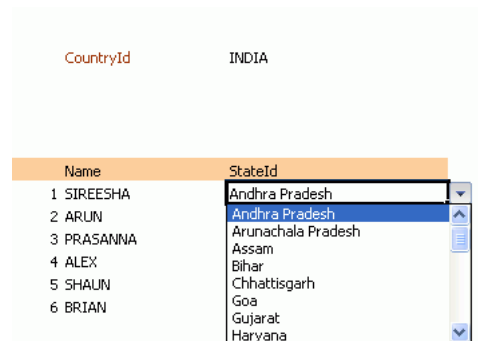 CountryId INDIA
Name StateId
1 SIREESHA Andhra Pradesh
2 ARUN Andhra Pradesh
Arunachala Pradesh
3 PRASANNA Assam
4 ALEX Bihar
5 SHAUN Chhattisgarh
Goa
6 BRIAN Gujarat
Haryana